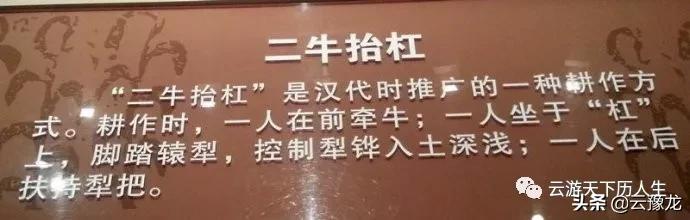 二牛抬杠
“二牛抬杠”是汉代时推广的一种耕作方
式。耕作时，一人在前牵牛；一人坐于“杠”
上，脚踏辕犁，控制犁铧入土深浅；一人在后
扶持犁把。
云游天下历人生
头条@云豫龙